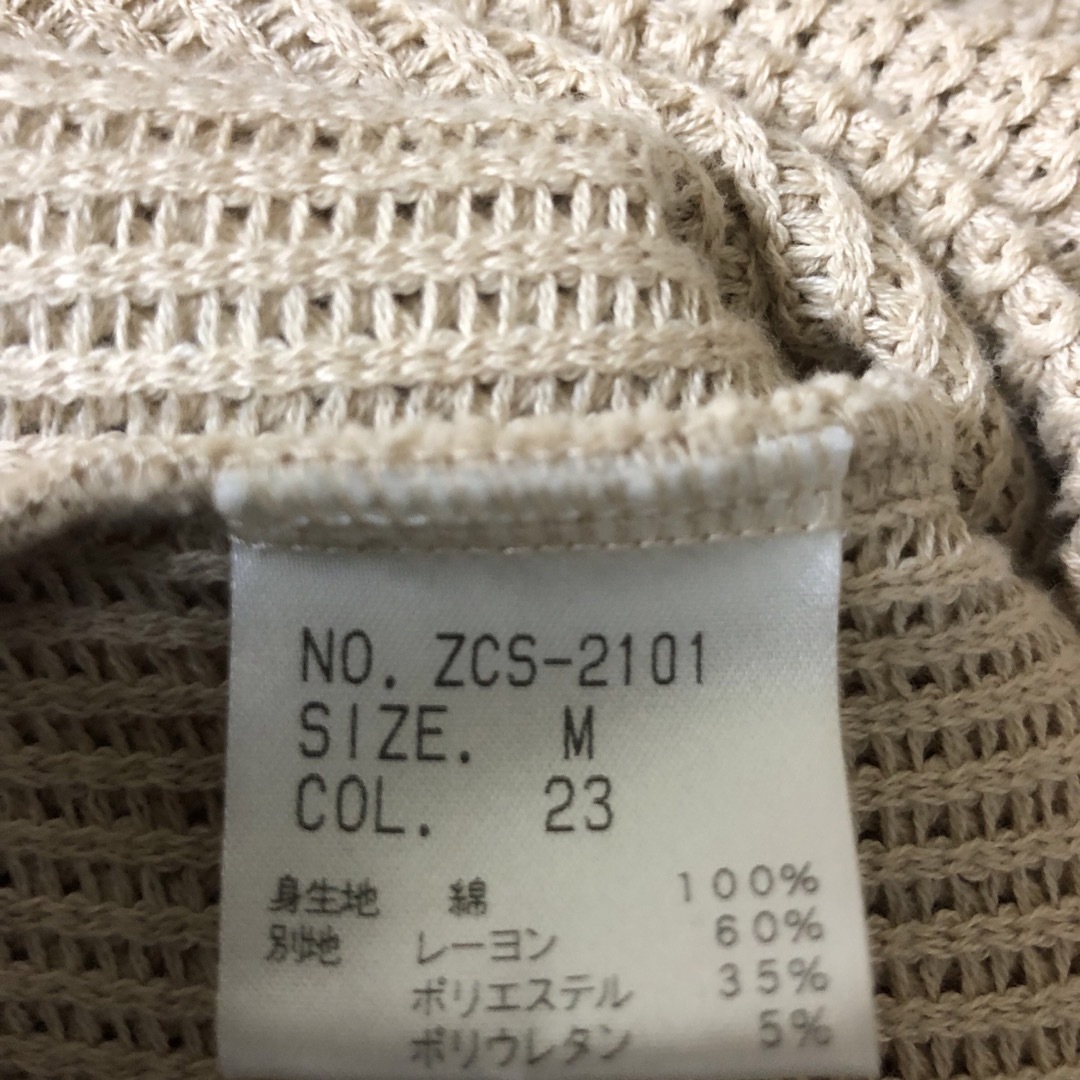 NO. ZCS-2101
SIZE. M
COL. 23
身生地 綿 100%
別地 レーヨン 60%
ポリエステル 35%
ポリウレタン 5%